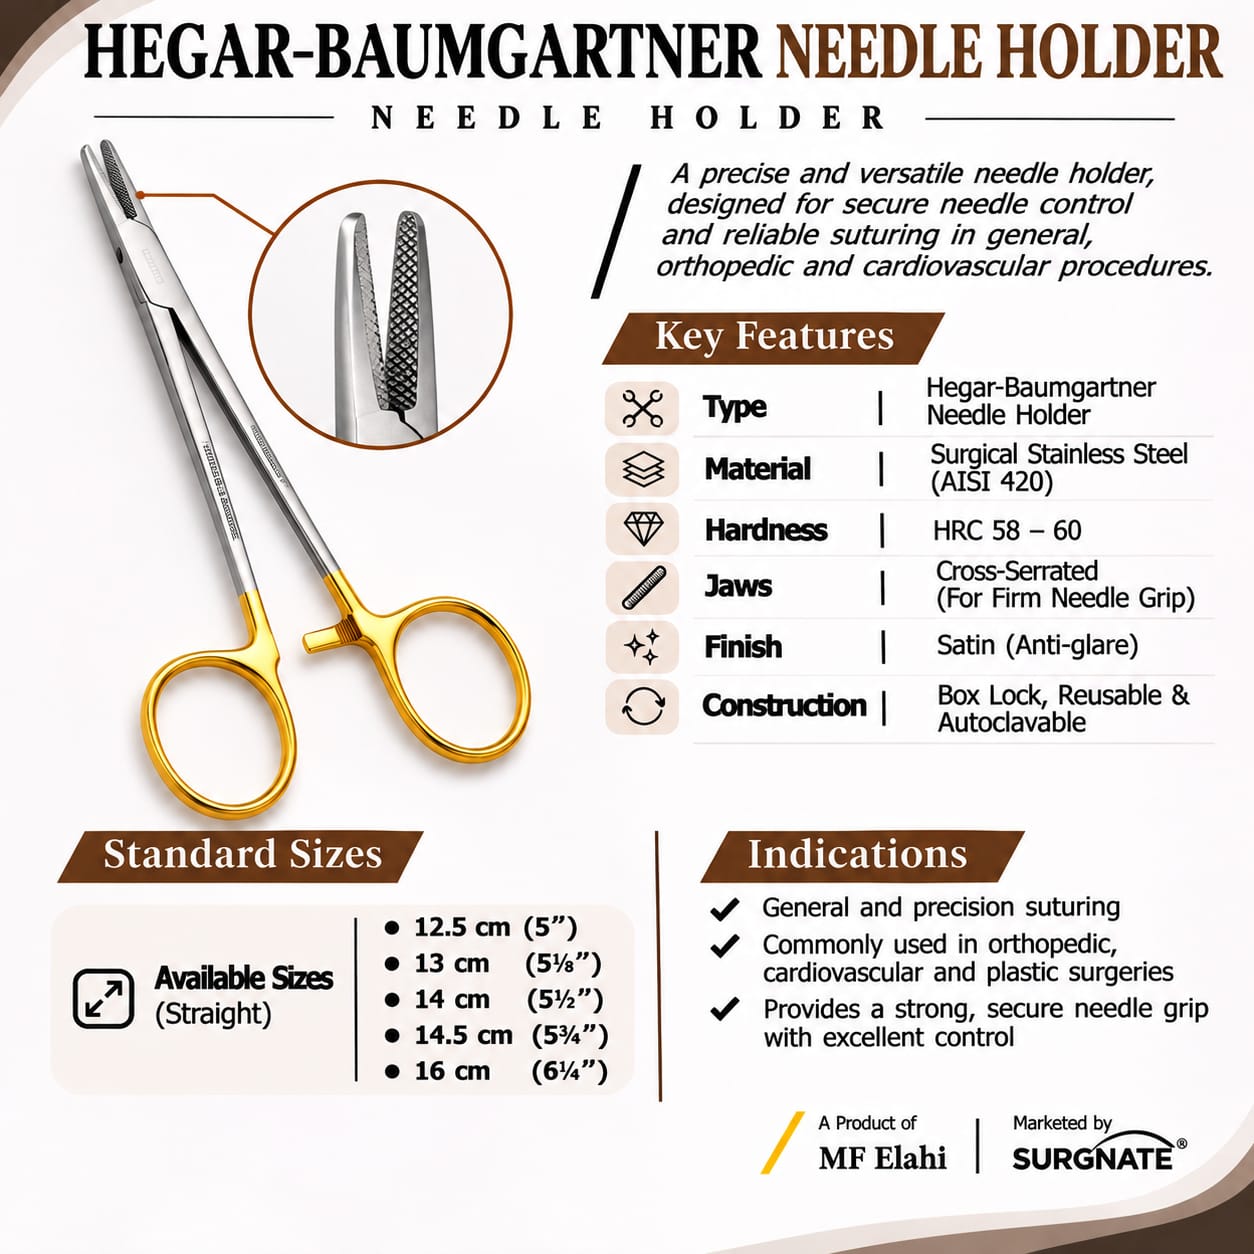 HEGAR-BAUMGARTNER NEEDLE HOLDER
NEEDLE HOLDER
A precise and versatile needle holder,
designed for secure needle control
and reliable suturing in general,
orthopedic and cardiovascular procedures.
Key Features
Type | Hegar-Baumgartner
Needle Holder
Material | Surgical Stainless Steel
(AISI 420)
Hardness | HRC 58 – 60
Jaws | Cross-Serrated
(For Firm Needle Grip)
Finish | Satin (Anti-glare)
Construction | Box Lock, Reusable &
Autoclavable
Standard Sizes
Available Sizes
(Straight)
• 12.5 cm (5”)
• 13 cm (5⅛”)
• 14 cm (5½”)
• 14.5 cm (5¾”)
• 16 cm (6¼”)
Indications
✔ General and precision suturing
✔ Commonly used in orthopedic,
cardiovascular and plastic surgeries
✔ Provides a strong, secure needle grip
with excellent control
A Product of
MF Elahi
Marketed by
SURGNATE®